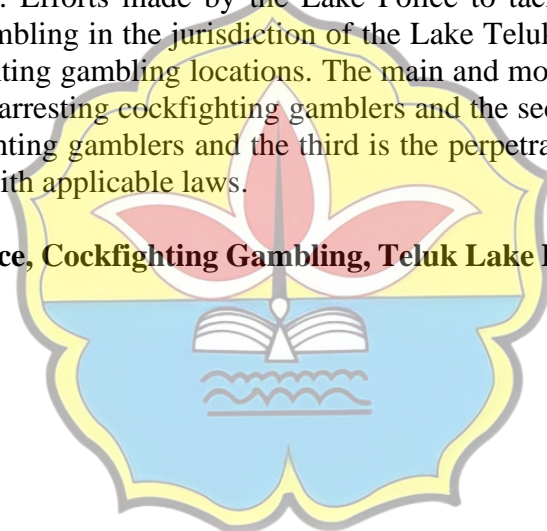 . Efforts made by the Lake Police to tac
mbling in the jurisdiction of the Lake Teluk
nting gambling locations. The main and mo
arresting cockfighting gamblers and the sec
nting gamblers and the third is the perpetra
ith applicable laws.
ce, Cockfighting Gambling, Teluk Lake